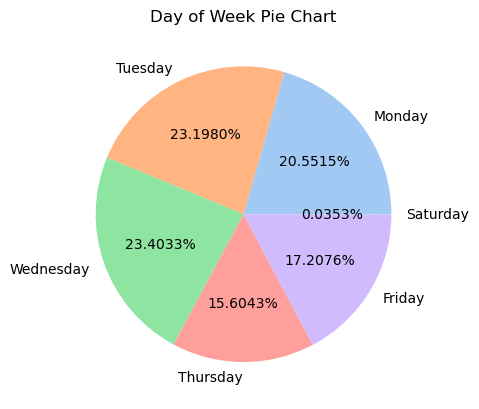 Day of Week Pie Chart
Tuesday
Monday
23.1980%
20.5515%
0.0353%
Saturday
23.4033%
17.2076%
Wednesday
Friday
15.6043%
Thursday